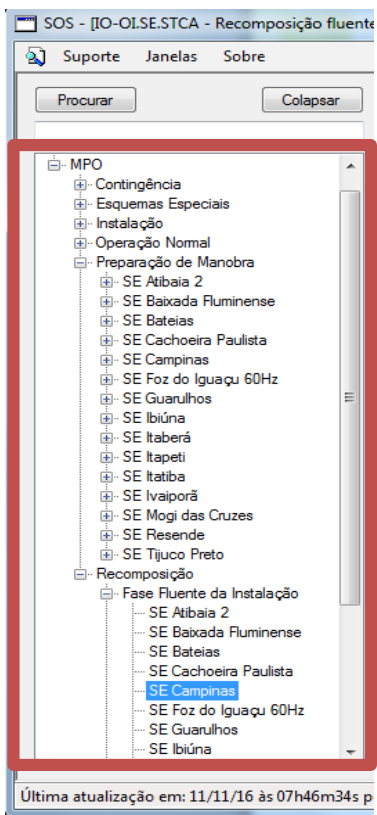 SOS - [IO-OI.SE.STCA - Recomposição fluente
Suporte Janelas Sobre
Procurar Colapsar
MPO
Contingência
Esquemas Especiais
Instalação
Operação Normal
Preparação de Manobra
SE Atibaia 2
SE Baixada Fluminense
SE Bateias
SE Cachoeira Paulista
SE Campinas
SE Foz do Iguaçu 60Hz
SE Guarulhos
SE Ibiúna
SE Itaberá
SE Itapeti
SE Itatiba
SE Ivaiporã
SE Mogi das Cruzes
SE Resende
SE Tijuco Preto
Recomposição
Fase Fluente da Instalação
SE Atibaia 2
SE Baixada Fluminense
SE Bateias
SE Cachoeira Paulista
SE Campinas
SE Foz do Iguaçu 60Hz
SE Guarulhos
SE Ibiúna
Última atualização em: 11/11/16 às 07h46m34s